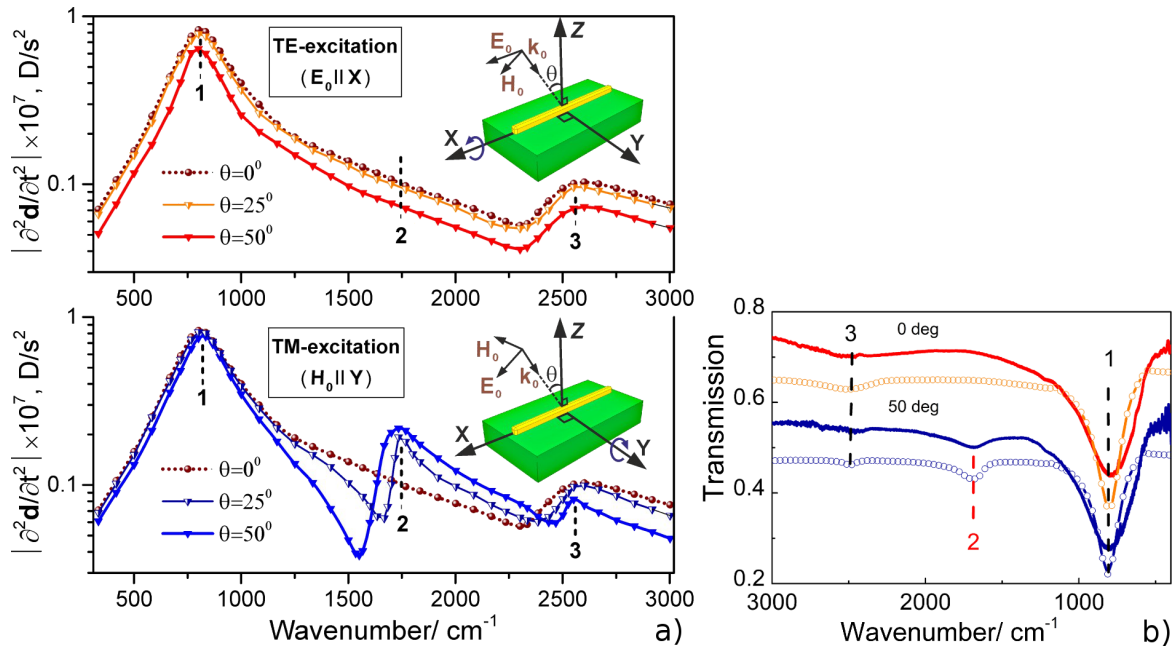 |∂²d/∂t²|×10⁷, D/s²
1
0.1
TE-excitation
(E₀‖X)
1
2
3
θ=0⁰
θ=25⁰
θ=50⁰
E₀
k₀
H₀
θ
Z
X
Y
500 1000 1500 2000 2500 3000
|∂²d/∂t²|×10⁷, D/s²
1
0.1
TM-excitation
(H₀‖Y)
1
2
3
θ=0⁰
θ=25⁰
θ=50⁰
H₀
E₀
k₀
θ
Z
X
Y
500 1000 1500 2000 2500 3000
Wavenumber/ cm⁻¹
a)
Transmission
0.8
0.6
0.4
0.2
3
0 deg
1
50 deg
2
3000 2000 1000
Wavenumber/ cm⁻¹
b)